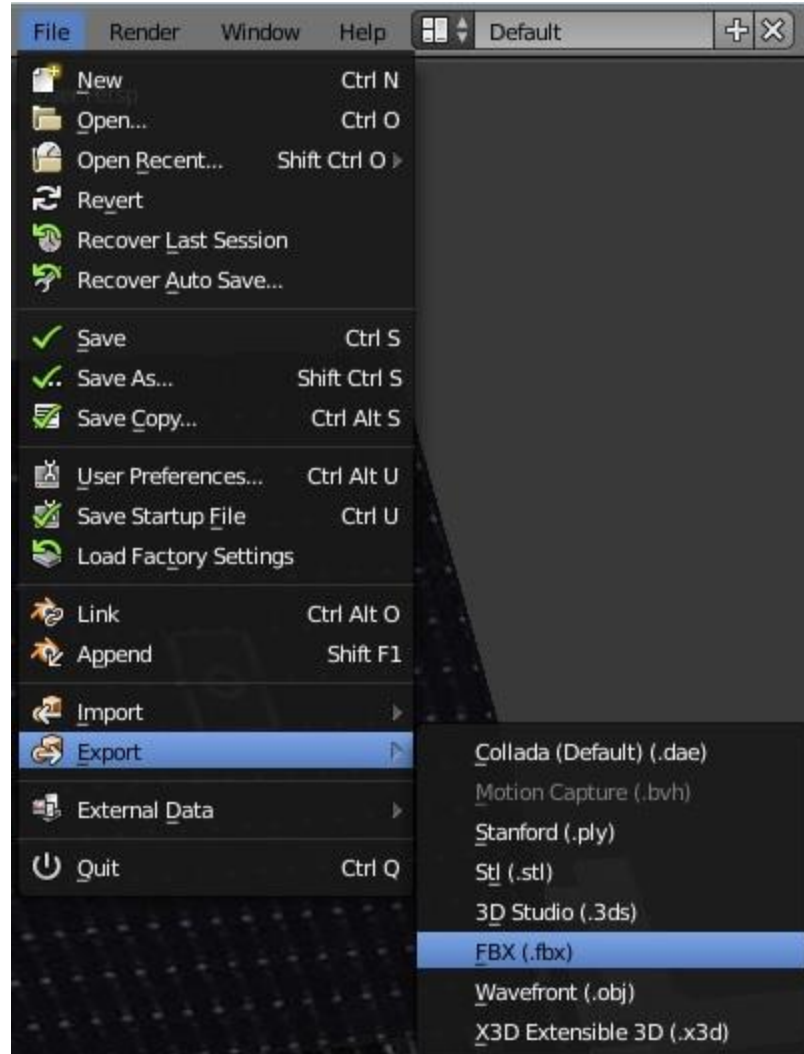 File Render Window Help Default
New Ctrl N
Open... Ctrl O
Open Recent... Shift Ctrl O
Revert
Recover Last Session
Recover Auto Save...
Save Ctrl S
Save As... Shift Ctrl S
Save Copy... Ctrl Alt S
User Preferences... Ctrl Alt U
Save Startup File Ctrl U
Load Factory Settings
Link Ctrl Alt O
Append Shift F1
Import
Export
External Data
Quit Ctrl Q
Collada (Default) (.dae)
Motion Capture (.bvh)
Stanford (.ply)
Stl (.stl)
3D Studio (.3ds)
FBX (.fbx)
Wavefront (.obj)
X3D Extensible 3D (.x3d)